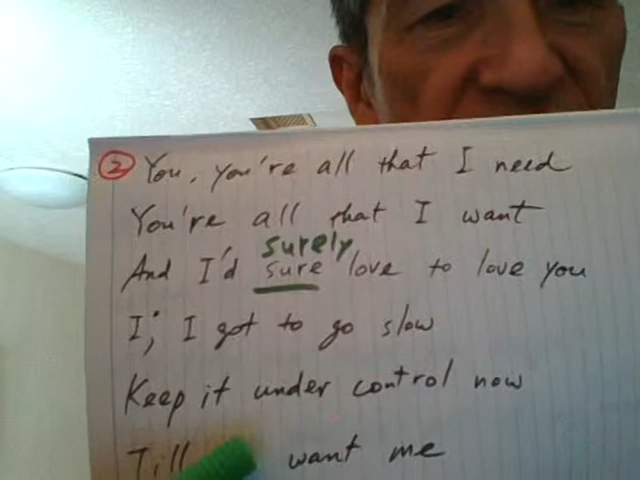 ② You, you're all that I need
You're all that I want
surely
And I'd sure love to love you
I; I got to go slow
Keep it under control now
Till want me